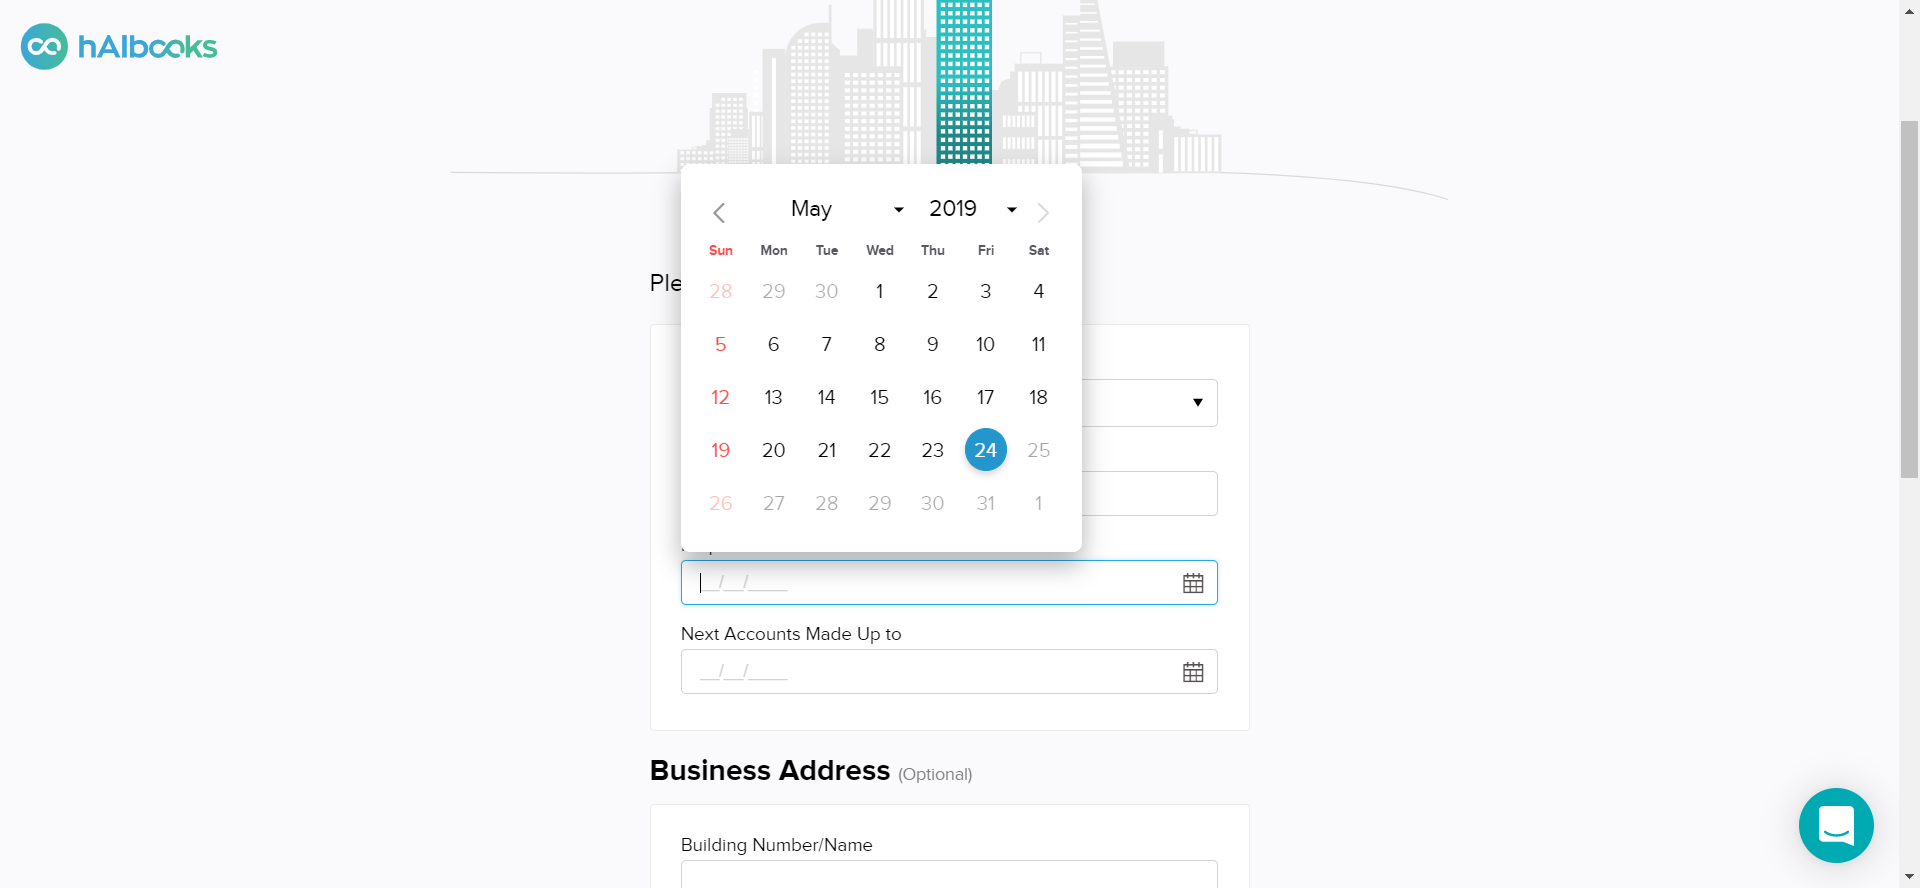 hAIbooks
May 2019
Sun Mon Tue Wed Thu Fri Sat
28 29 30 1 2 3 4
5 6 7 8 9 10 11
12 13 14 15 16 17 18
19 20 21 22 23 24 25
26 27 28 29 30 31 1
Ple
__/__/____
Next Accounts Made Up to
__/__/____
Business Address (Optional)
Building Number/Name